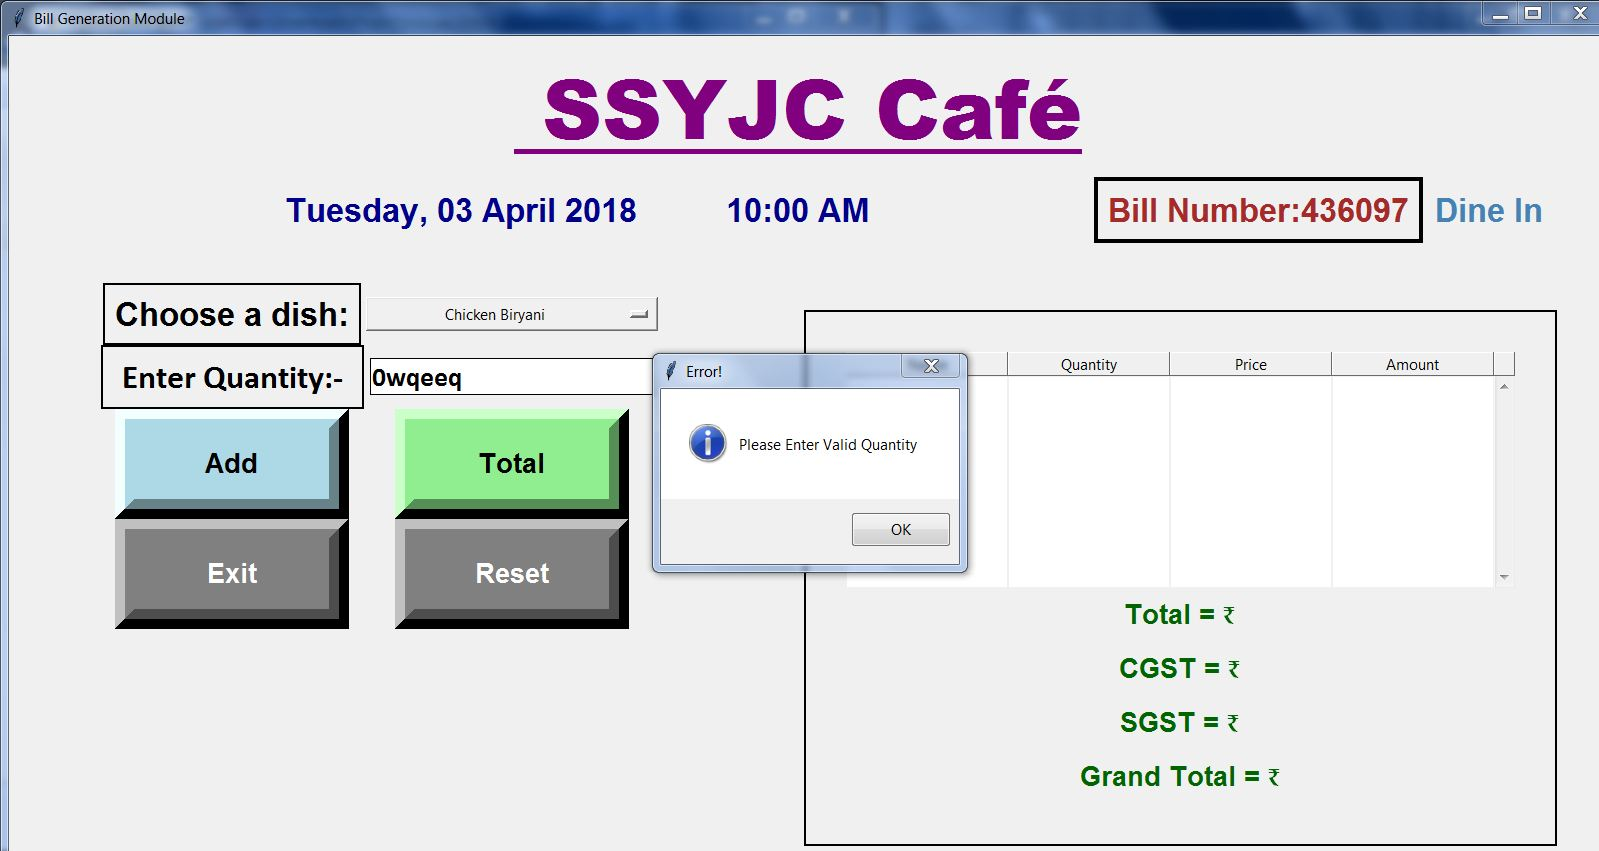 Bill Generation Module
SSYJC Café
Tuesday, 03 April 2018 10:00 AM Bill Number:436097 Dine In
Choose a dish: Chicken Biryani
Enter Quantity:- 0wqeeq
Add Total
Exit Reset
Error!
Please Enter Valid Quantity
OK
Quantity Price Amount
Total = ₹
CGST = ₹
SGST = ₹
Grand Total = ₹